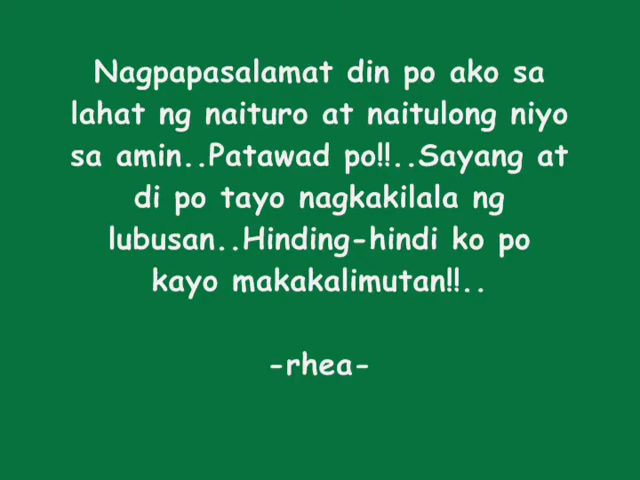 Nagpapasalamat din po ako sa
lahat ng naituro at naitulong niyo
sa amin..Patawad po!!..Sayang at
di po tayo nagkakilala ng
lubusan..Hinding-hindi ko po
kayo makakalimutan!!..
-rhea-